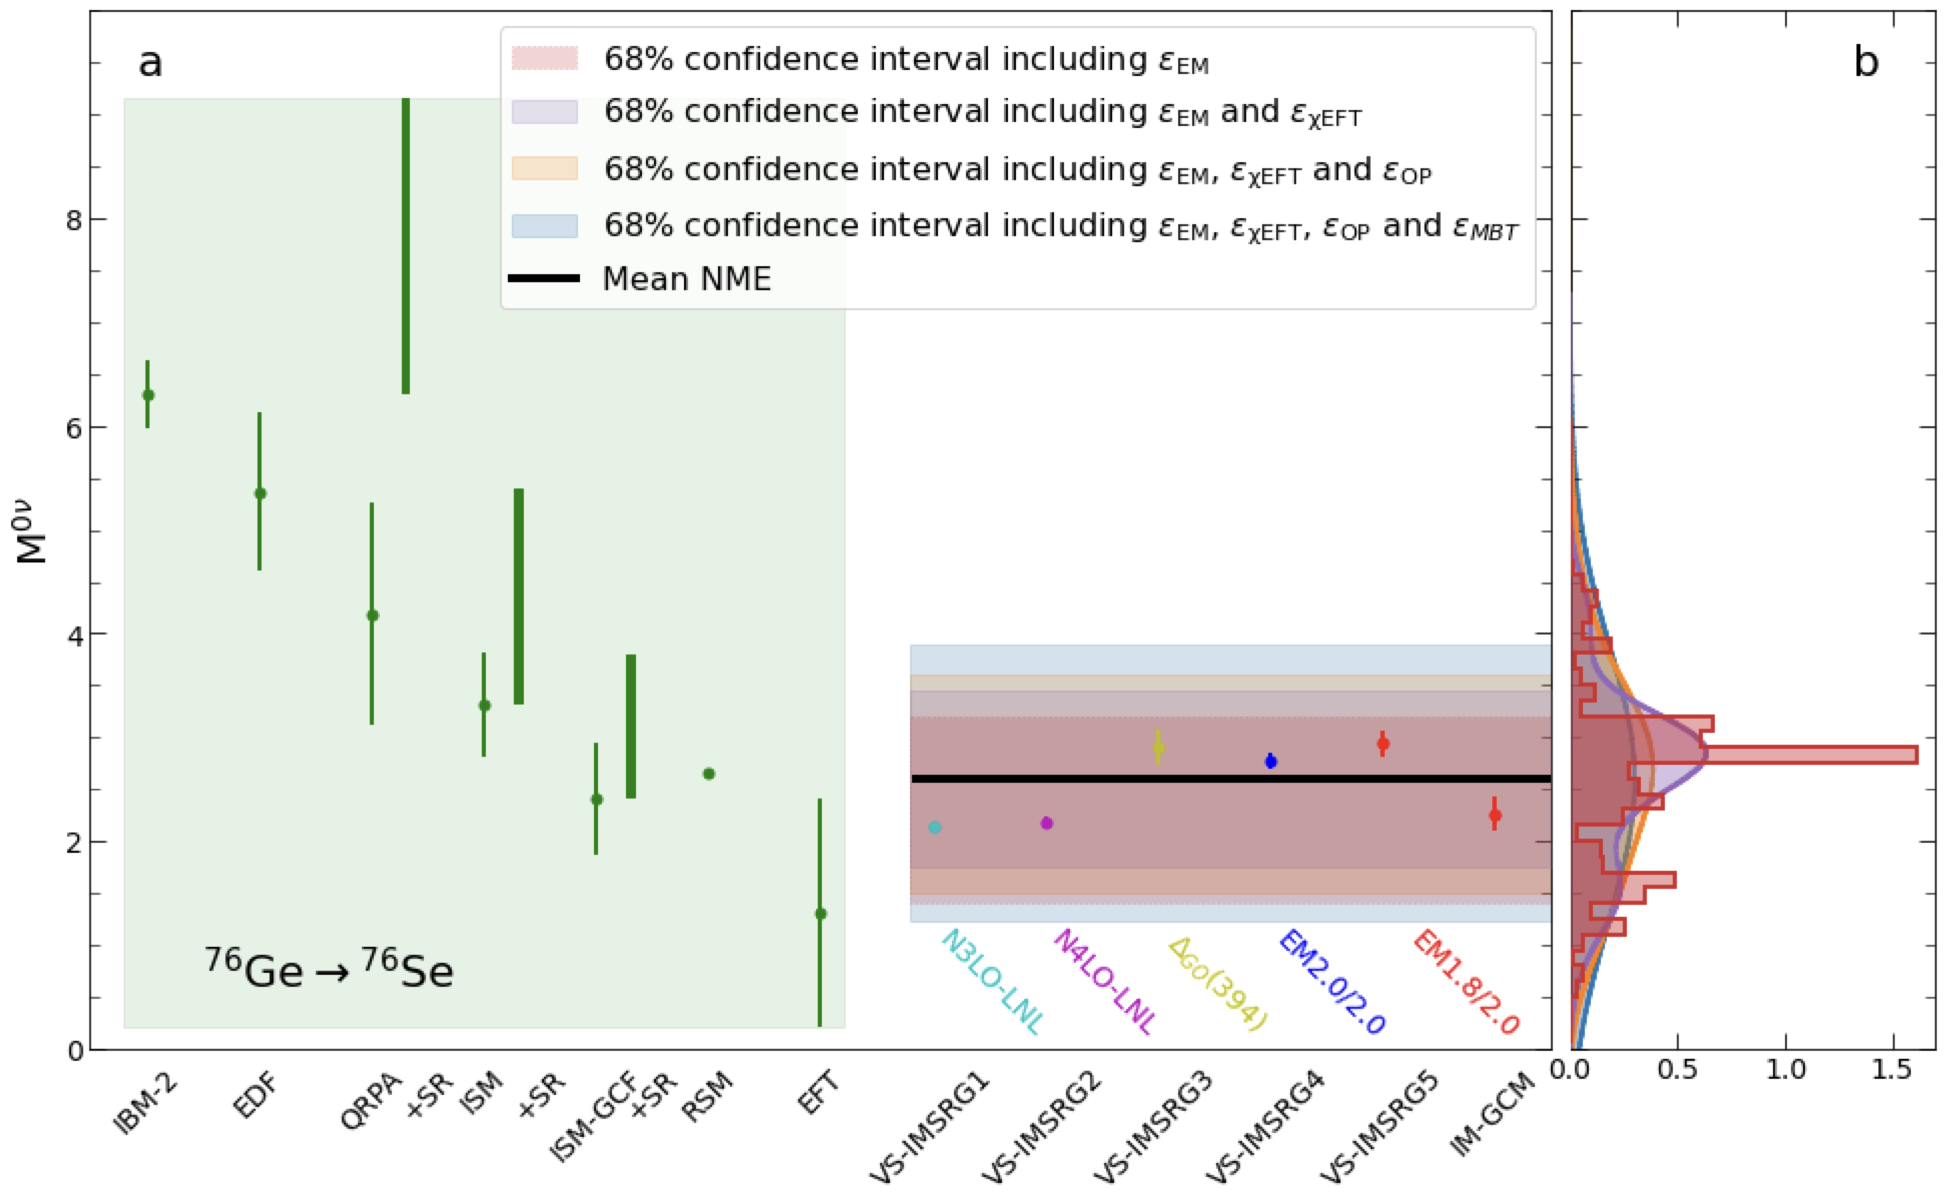 a
68% confidence interval including εEM
68% confidence interval including εEM and εχEFT
68% confidence interval including εEM, εχEFT and εOP
68% confidence interval including εEM, εχEFT, εOP and εMBT
Mean NME
b
8
6
4
2
0
M⁰ᵛ
⁷⁶Ge → ⁷⁶Se
N3LO-LNL
N4LO-LNL
ΔGO(394)
EM2.0/2.0
EM1.8/2.0
IBM-2
EDF
QRPA
+SR
ISM
+SR
ISM-GCF
+SR
RSM
EFT
VS-IMSRG1
VS-IMSRG2
VS-IMSRG3
VS-IMSRG4
VS-IMSRG5
IM-GCM
0.0 0.5 1.0 1.5